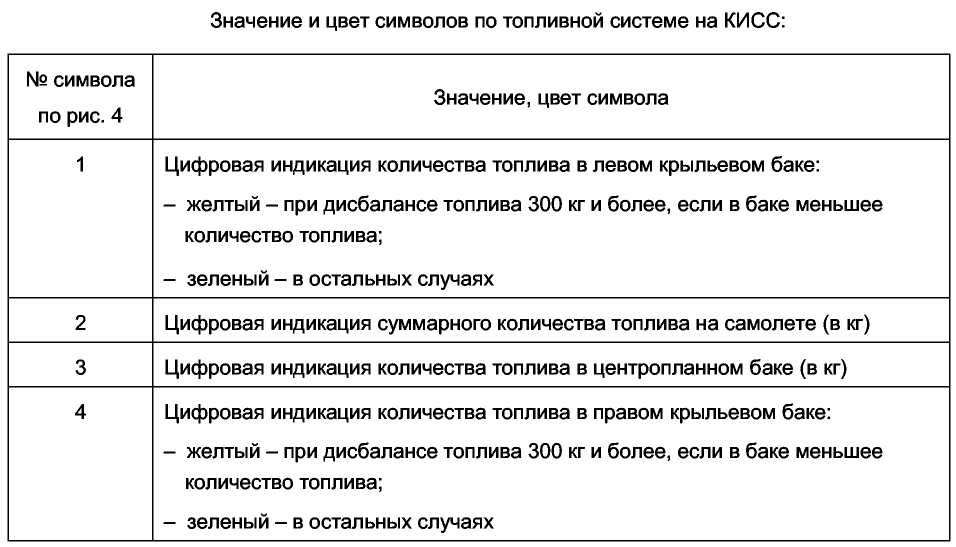 Значение и цвет символов по топливной системе на КИСС:
№ символа
по рис. 4
Значение, цвет символа
1
Цифровая индикация количества топлива в левом крыльевом баке:
– желтый – при дисбалансе топлива 300 кг и более, если в баке меньшее
количество топлива;
– зеленый – в остальных случаях
2
Цифровая индикация суммарного количества топлива на самолете (в кг)
3
Цифровая индикация количества топлива в центропланном баке (в кг)
4
Цифровая индикация количества топлива в правом крыльевом баке:
– желтый – при дисбалансе топлива 300 кг и более, если в баке меньшее
количество топлива;
– зеленый – в остальных случаях